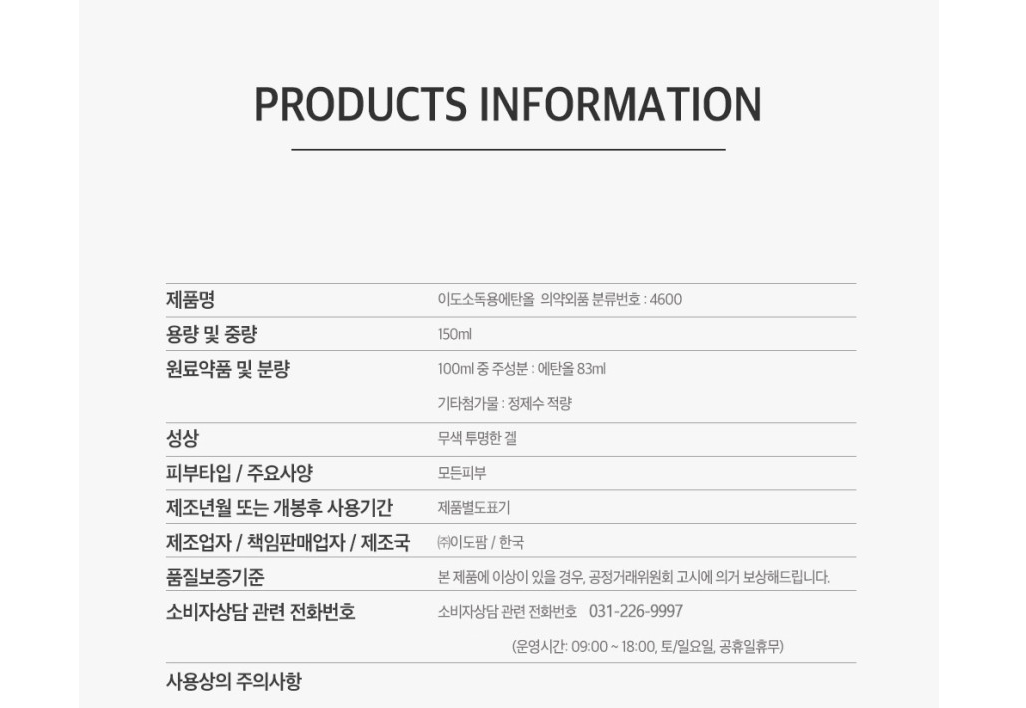 PRODUCTS INFORMATION
제품명 이도소독용에탄올 의약외품 분류번호 : 4600
용량 및 중량 150ml
원료약품 및 분량 100ml 중 주성분 : 에탄올 83ml
기타첨가물 : 정제수 적량
성상 무색 투명한 겔
피부타입 / 주요사양 모든피부
제조년월 또는 개봉후 사용기간 제품별도표기
제조업자 / 책임판매업자 / 제조국 ㈜이도팜 / 한국
품질보증기준 본 제품에 이상이 있을 경우, 공정거래위원회 고시에 의거 보상해드립니다.
소비자상담 관련 전화번호 소비자상담 관련 전화번호 031-226-9997
(운영시간: 09:00 ~ 18:00, 토/일요일, 공휴일휴무)
사용상의 주의사항